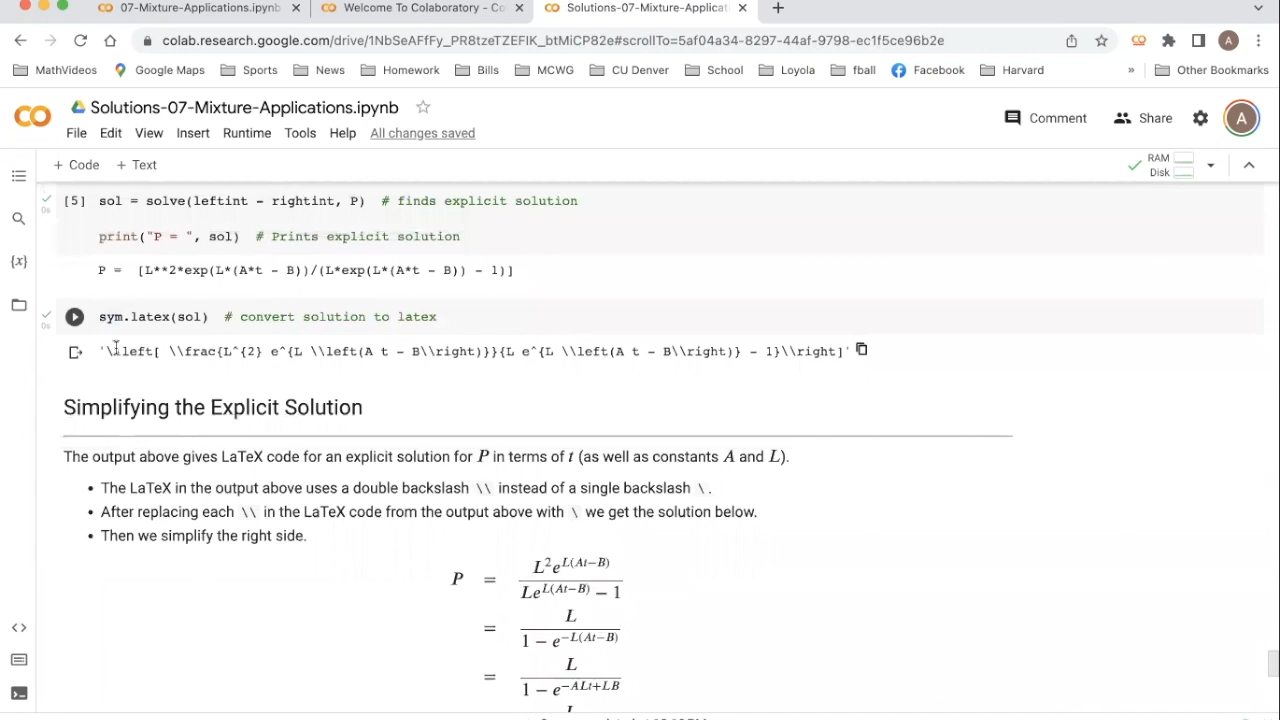 07-Mixture-Applications.ipynb × Welcome To Colaboratory - Co × Solutions-07-Mixture-Applicat × +
colab.research.google.com/drive/1NbSeAFfFy_PR8tzeTZEFIK_btMiCP82e#scrollTo=5af04a34-8297-44af-9798-ec1f5ce96b2e A
MathVideos Google Maps Sports News Homework Bills MCWG CU Denver School Loyola fball Facebook Harvard » Other Bookmarks
Solutions-07-Mixture-Applications.ipynb
File Edit View Insert Runtime Tools Help All changes saved
Comment Share A
+ Code + Text
RAM
Disk
[5] sol = solve(leftint - rightint, P) # finds explicit solution
0s
print("P = ", sol) # Prints explicit solution
P = [L**2*exp(L*(A*t - B))/(L*exp(L*(A*t - B)) - 1)]
sym.latex(sol) # convert solution to latex
0s
'\\left[ \\frac{L^{2} e^{L \\left(A t - B\\right)}}{L e^{L \\left(A t - B\\right)} - 1}\\right]'
Simplifying the Explicit Solution
The output above gives LaTeX code for an explicit solution for P in terms of t (as well as constants A and L).
• The LaTeX in the output above uses a double backslash \\ instead of a single backslash \ .
• After replacing each \\ in the LaTeX code from the output above with \ we get the solution below.
• Then we simplify the right side.
P = L²e^{L(At−B)} / (Le^{L(At−B)} − 1)
= L / (1 − e^{−L(At−B)})
= L / (1 − e^{−ALt+LB})